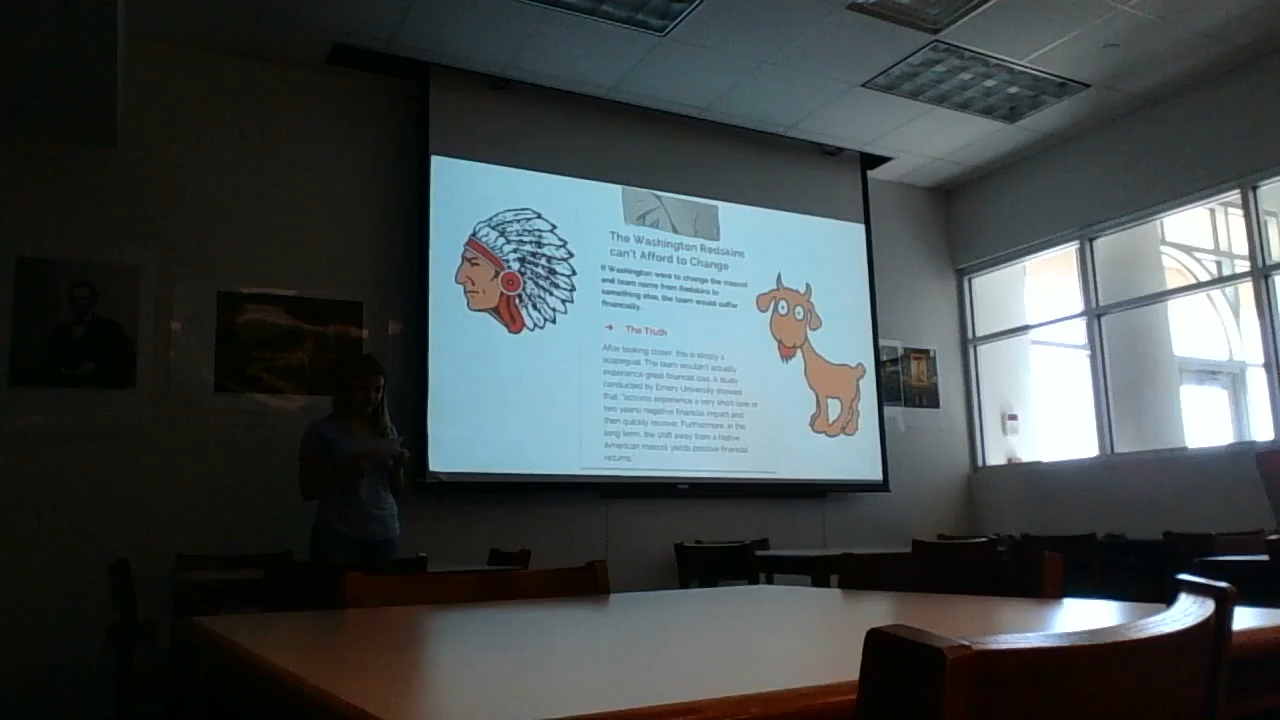 The Washington Redskins
can't Afford to Change
If Washington were to change the mascot
and team name from Redskins to
something else, the team would suffer
financially.
➔ The Truth
After looking closer, this is simply a
scapegoat. The team wouldn't actually
experience great financial loss. A study
conducted by Emory University showed
that, "schools experience a very short (one or
two years) negative financial impact and
then quickly recover. Furthermore, in the
long term, the shift away from a Native
American mascot yields positive financial
returns."